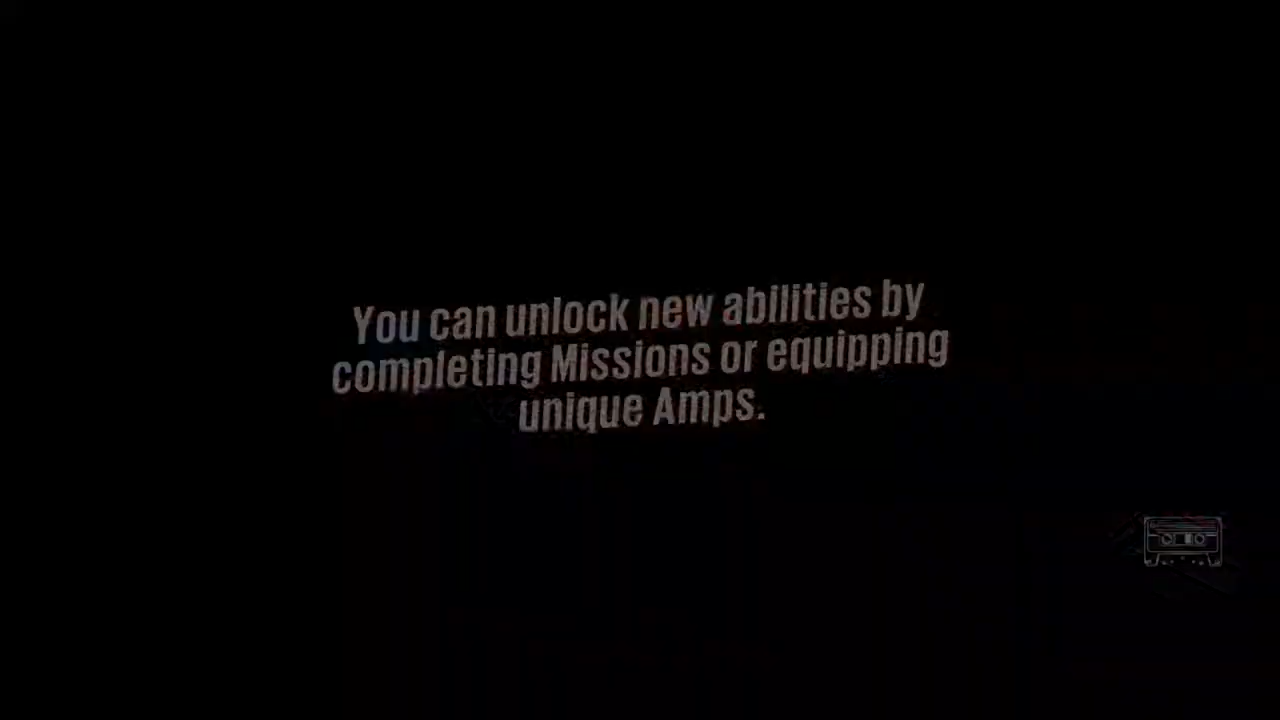 You can unlock new abilities by
completing Missions or equipping
unique Amps.